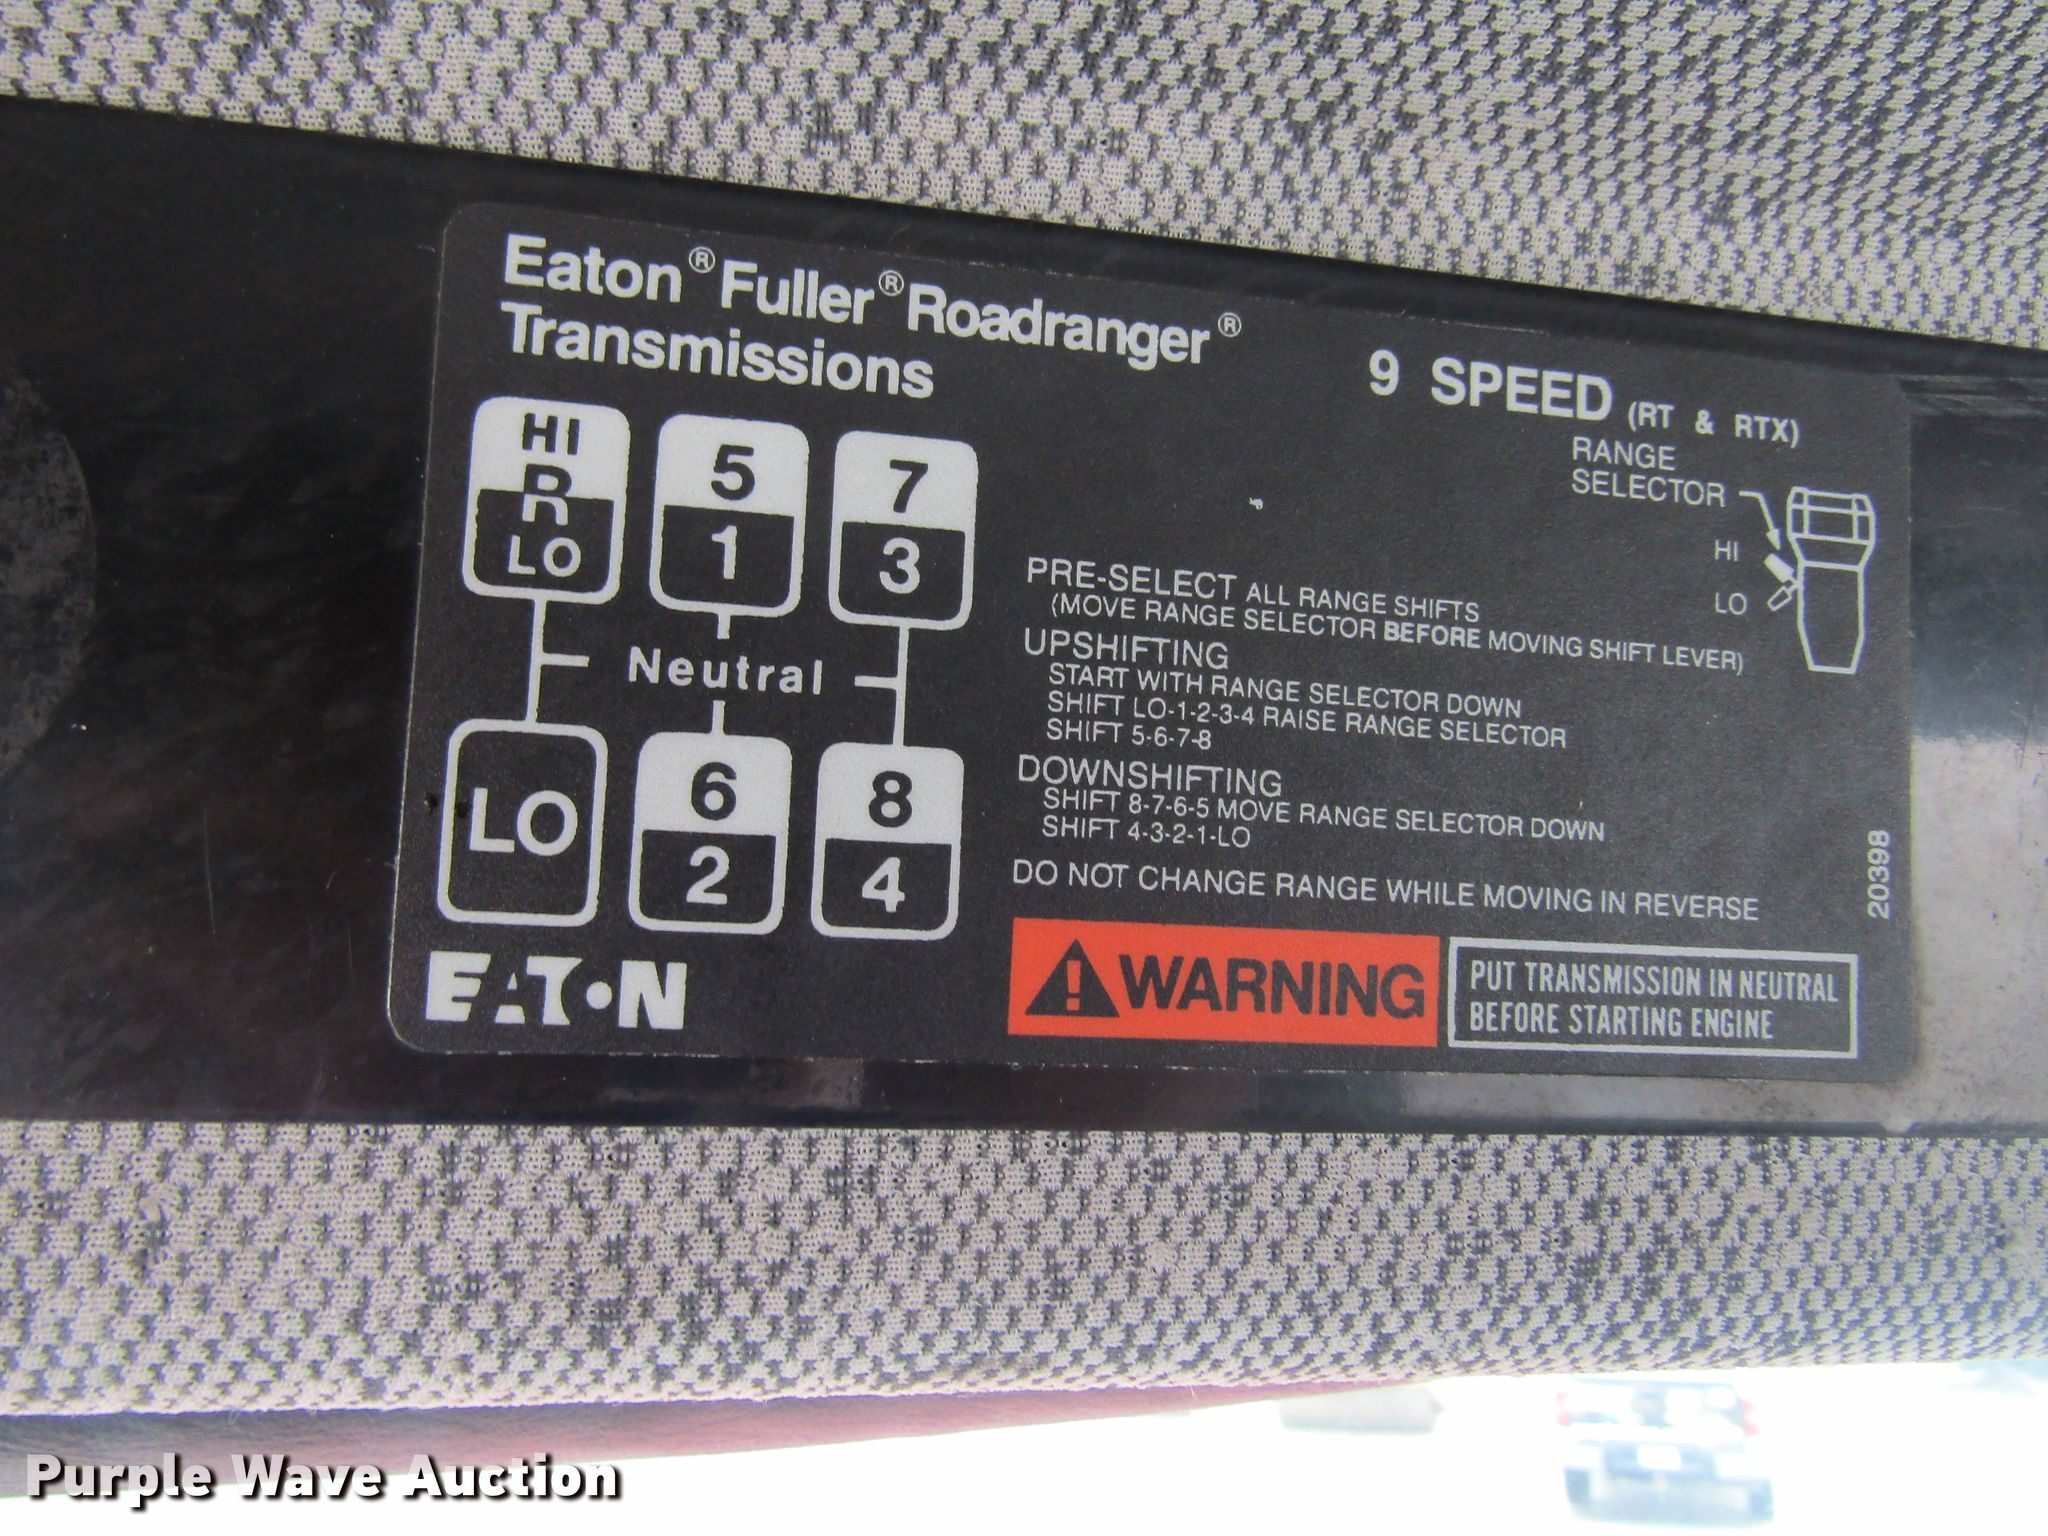 Eaton® Fuller® Roadranger®
Transmissions
9 SPEED (RT & RTX)
RANGE
SELECTOR
HI
LO
HI
R
LO
5
1
7
3
Neutral
LO
6
2
8
4
PRE-SELECT ALL RANGE SHIFTS
(MOVE RANGE SELECTOR BEFORE MOVING SHIFT LEVER)
UPSHIFTING
START WITH RANGE SELECTOR DOWN
SHIFT LO-1-2-3-4 RAISE RANGE SELECTOR
SHIFT 5-6-7-8
DOWNSHIFTING
SHIFT 8-7-6-5 MOVE RANGE SELECTOR DOWN
SHIFT 4-3-2-1-LO
DO NOT CHANGE RANGE WHILE MOVING IN REVERSE
20398
EATON
WARNING
PUT TRANSMISSION IN NEUTRAL
BEFORE STARTING ENGINE
Purple Wave Auction